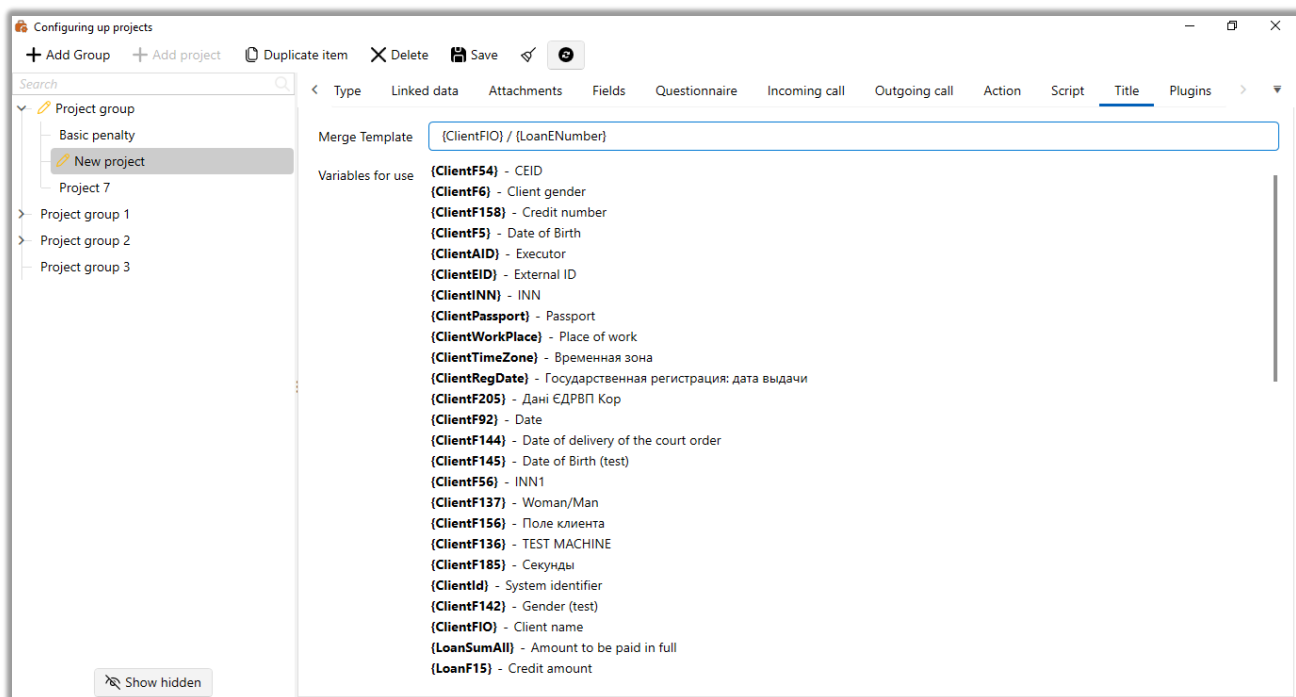 Configuring up projects
Add Group Add project Duplicate item Delete Save
Search
Project group
Basic penalty
New project
Project 7
Project group 1
Project group 2
Project group 3
Show hidden
Type Linked data Attachments Fields Questionnaire Incoming call Outgoing call Action Script Title Plugins
Merge Template {ClientFIO} / {LoanENumber}
Variables for use
{ClientF54} - CEID
{ClientF6} - Client gender
{ClientF158} - Credit number
{ClientF5} - Date of Birth
{ClientAID} - Executor
{ClientEID} - External ID
{ClientINN} - INN
{ClientPassport} - Passport
{ClientWorkPlace} - Place of work
{ClientTimeZone} - Временная зона
{ClientRegDate} - Государственная регистрация: дата выдачи
{ClientF205} - Дані ЄДРВП Кор
{ClientF92} - Date
{ClientF144} - Date of delivery of the court order
{ClientF145} - Date of Birth (test)
{ClientF56} - INN1
{ClientF137} - Woman/Man
{ClientF156} - Поле клиента
{ClientF136} - TEST MACHINE
{ClientF185} - Секунды
{ClientId} - System identifier
{ClientF142} - Gender (test)
{ClientFIO} - Client name
{LoanSumAll} - Amount to be paid in full
{LoanF15} - Credit amount